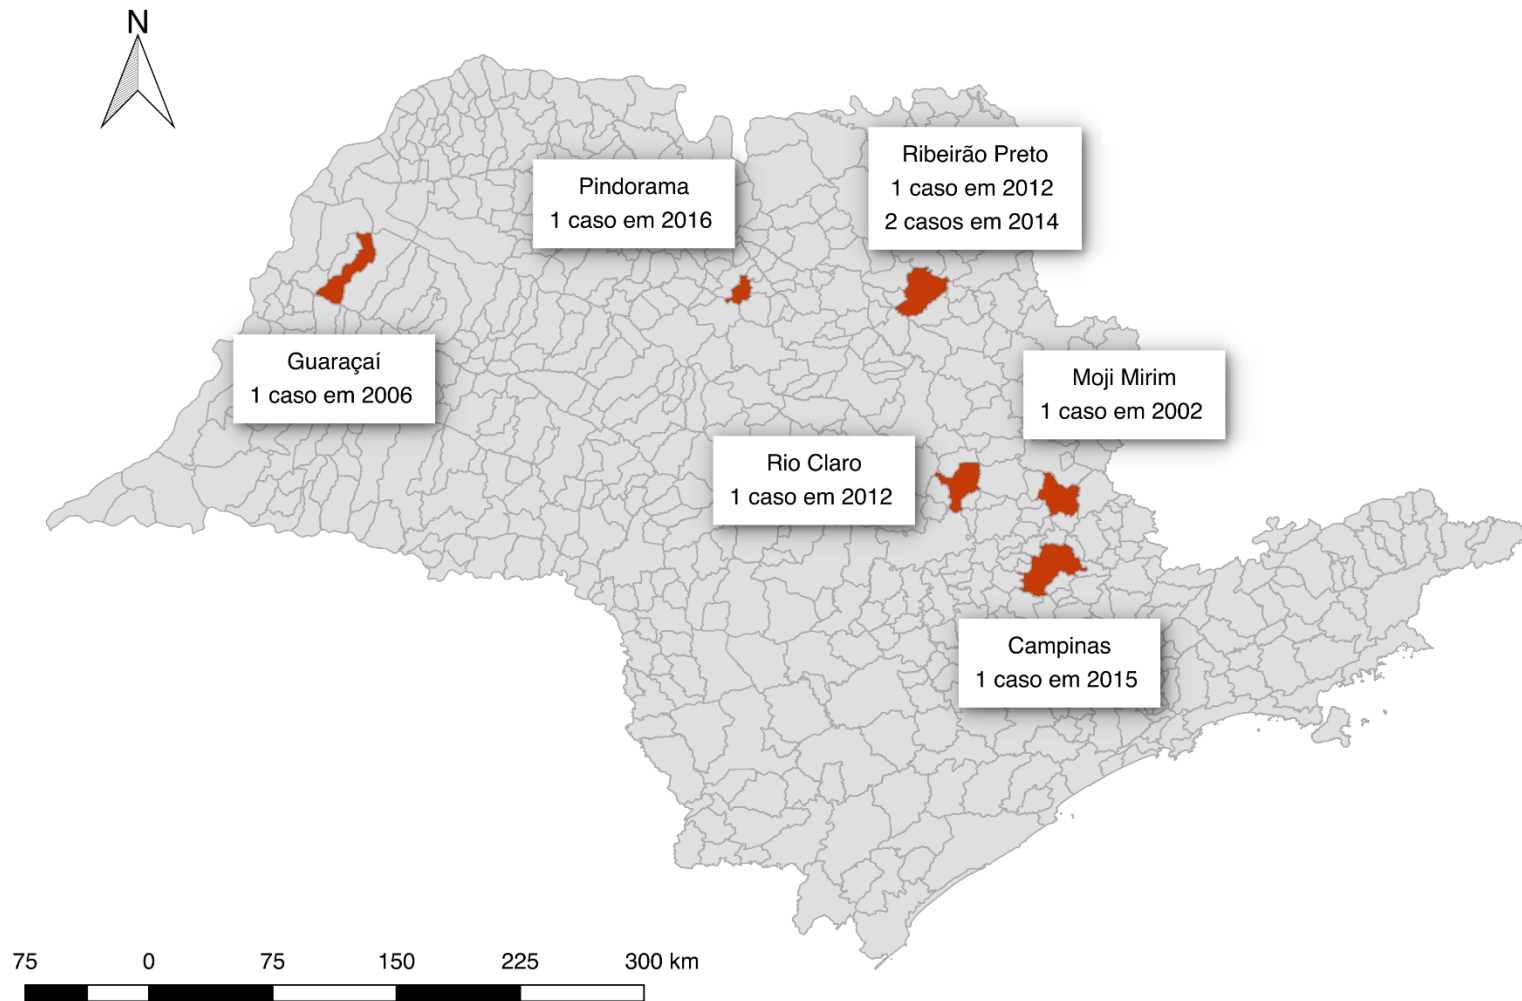 N
Ribeirão Preto
1 caso em 2012
2 casos em 2014
Pindorama
1 caso em 2016
Guaraçaí
1 caso em 2006
Moji Mirim
1 caso em 2002
Rio Claro
1 caso em 2012
Campinas
1 caso em 2015
75 0 75 150 225 300 km